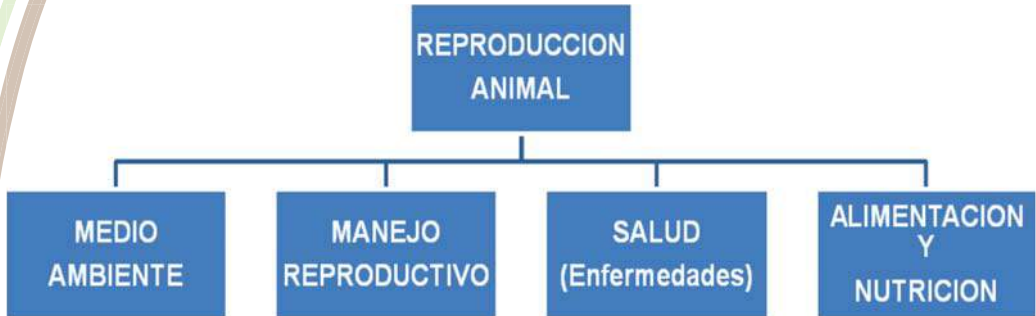 REPRODUCCION
ANIMAL
MEDIO
AMBIENTE
MANEJO
REPRODUCTIVO
SALUD
(Enfermedades)
ALIMENTACION
Y
NUTRICION